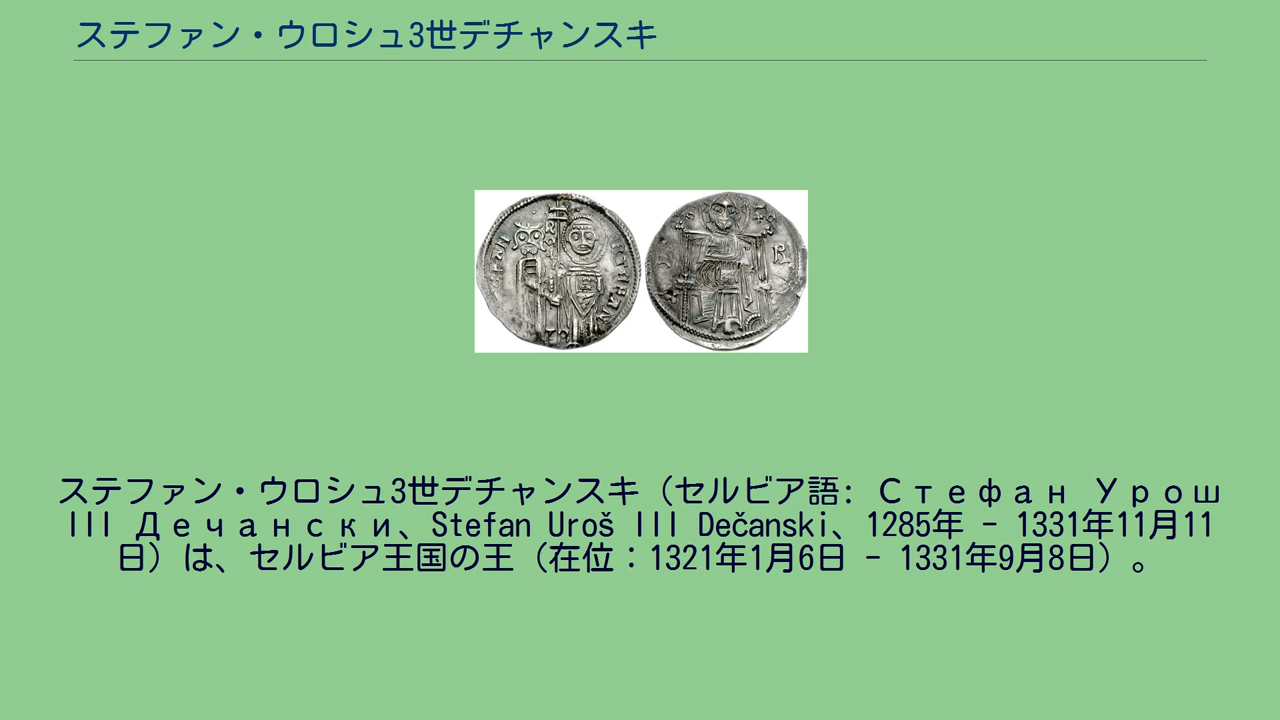 ステファン・ウロシュ3世デチャンスキ
ステファン・ウロシュ3世デチャンスキ（セルビア語: Стефан Урош
III Дечански、Stefan Uroš III Dečanski、1285年 - 1331年11月11
日）は、セルビア王国の王（在位：1321年1月6日 - 1331年9月8日）。